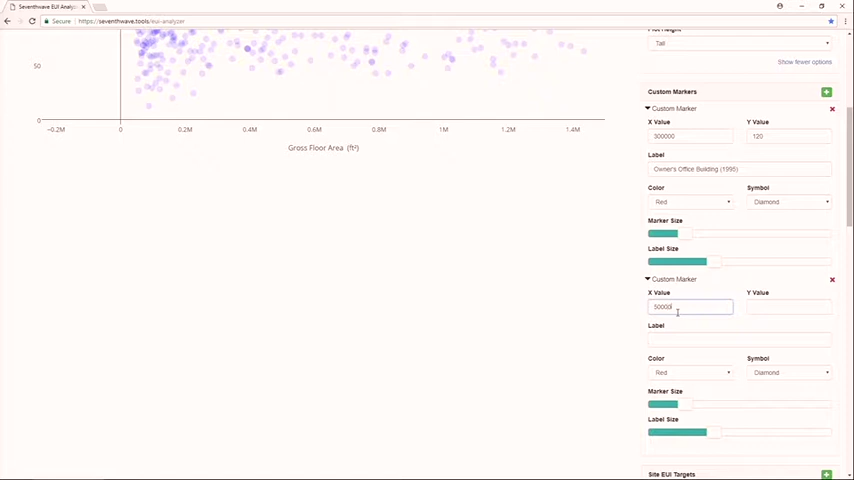 Seventhwave EUI Analyz
Secure | https://seventhwave.tools/eui-analyzer
Tall
Show fewer options
50
0
−0.2M 0 0.2M 0.4M 0.6M 0.8M 1M 1.2M 1.4M
Gross Floor Area (ft²)
Custom Markers
Custom Marker
X Value Y Value
300000 120
Label
Owner's Office Building (1995)
Color Symbol
Red Diamond
Marker Size
Label Size
Custom Marker
X Value Y Value
50000
Label
Color Symbol
Red Diamond
Marker Size
Label Size
Site EUI Targets